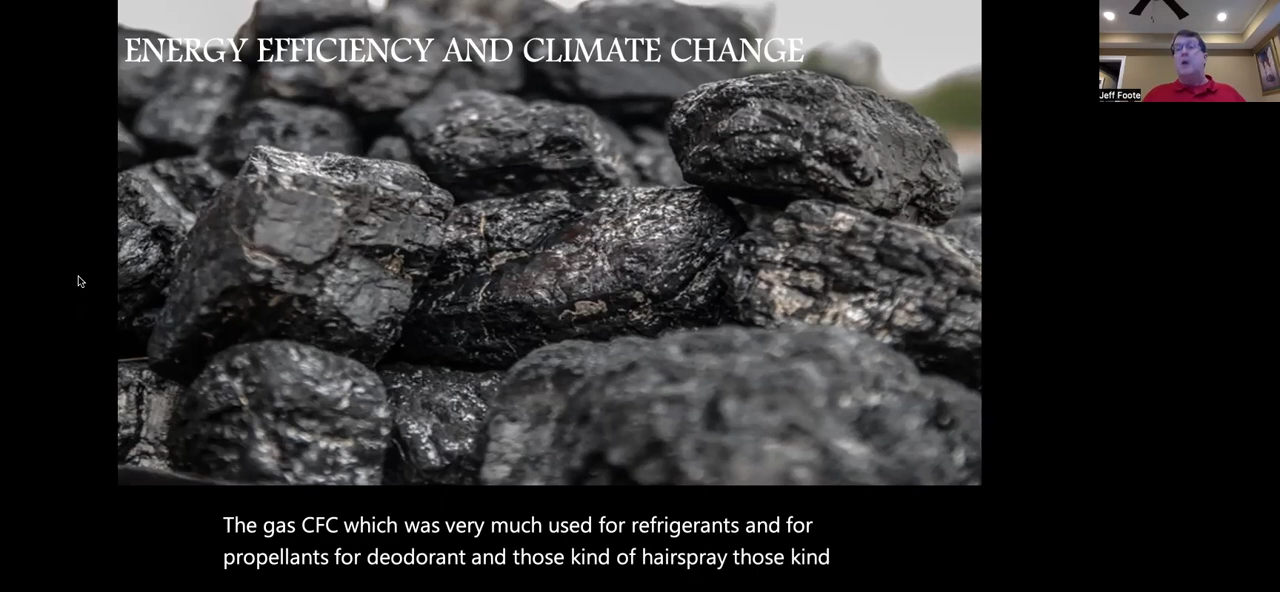 ENERGY EFFICIENCY AND CLIMATE CHANGE
Jeff Foote
The gas CFC which was very much used for refrigerants and for
propellants for deodorant and those kind of hairspray those kind